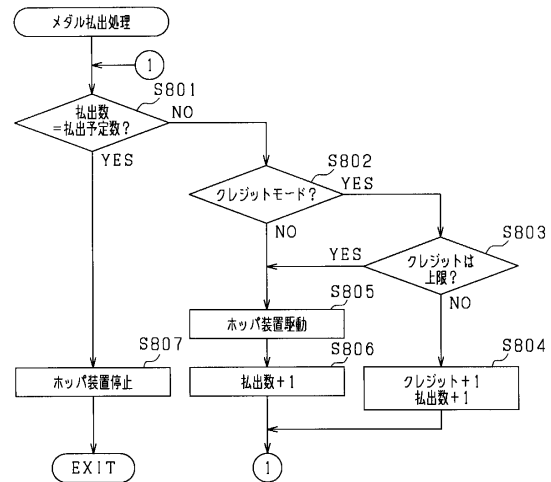 メダル払出処理
1
S801
払出数
=払出予定数?
NO
YES
S802
クレジットモード?
YES
NO
S803
クレジットは
上限?
YES
NO
S805
ホッパ装置駆動
S807
ホッパ装置停止
S806
払出数+1
S804
クレジット+1
払出数+1
EXIT
1